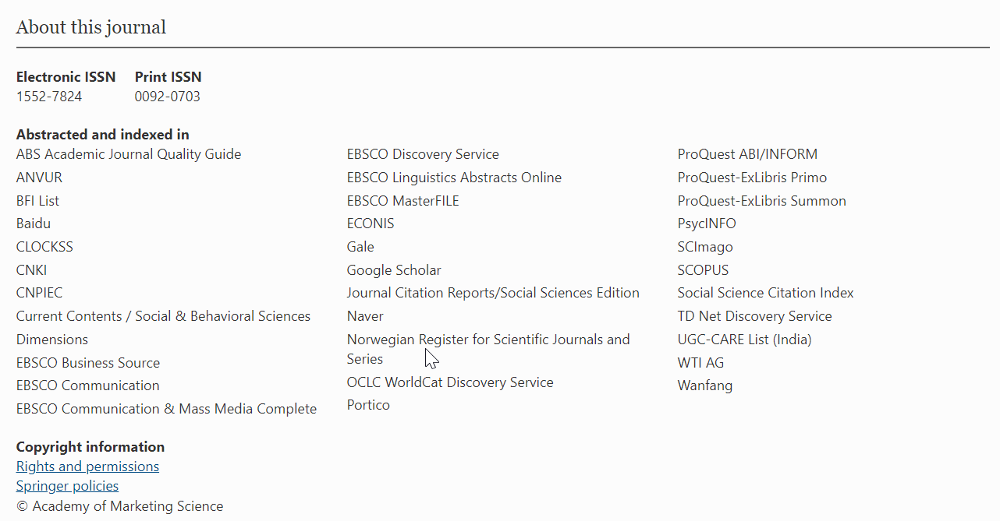 About this journal
Electronic ISSN
1552-7824
Print ISSN
0092-0703
Abstracted and indexed in
ABS Academic Journal Quality Guide
ANVUR
BFI List
Baidu
CLOCKSS
CNKI
CNPIEC
Current Contents / Social & Behavioral Sciences
Dimensions
EBSCO Business Source
EBSCO Communication
EBSCO Communication & Mass Media Complete
EBSCO Discovery Service
EBSCO Linguistics Abstracts Online
EBSCO MasterFILE
ECONIS
Gale
Google Scholar
Journal Citation Reports/Social Sciences Edition
Naver
Norwegian Register for Scientific Journals and
Series
OCLC WorldCat Discovery Service
Portico
ProQuest ABI/INFORM
ProQuest-ExLibris Primo
ProQuest-ExLibris Summon
PsycINFO
SCImago
SCOPUS
Social Science Citation Index
TD Net Discovery Service
UGC-CARE List (India)
WTI AG
Wanfang
Copyright information
Rights and permissions
Springer policies
© Academy of Marketing Science